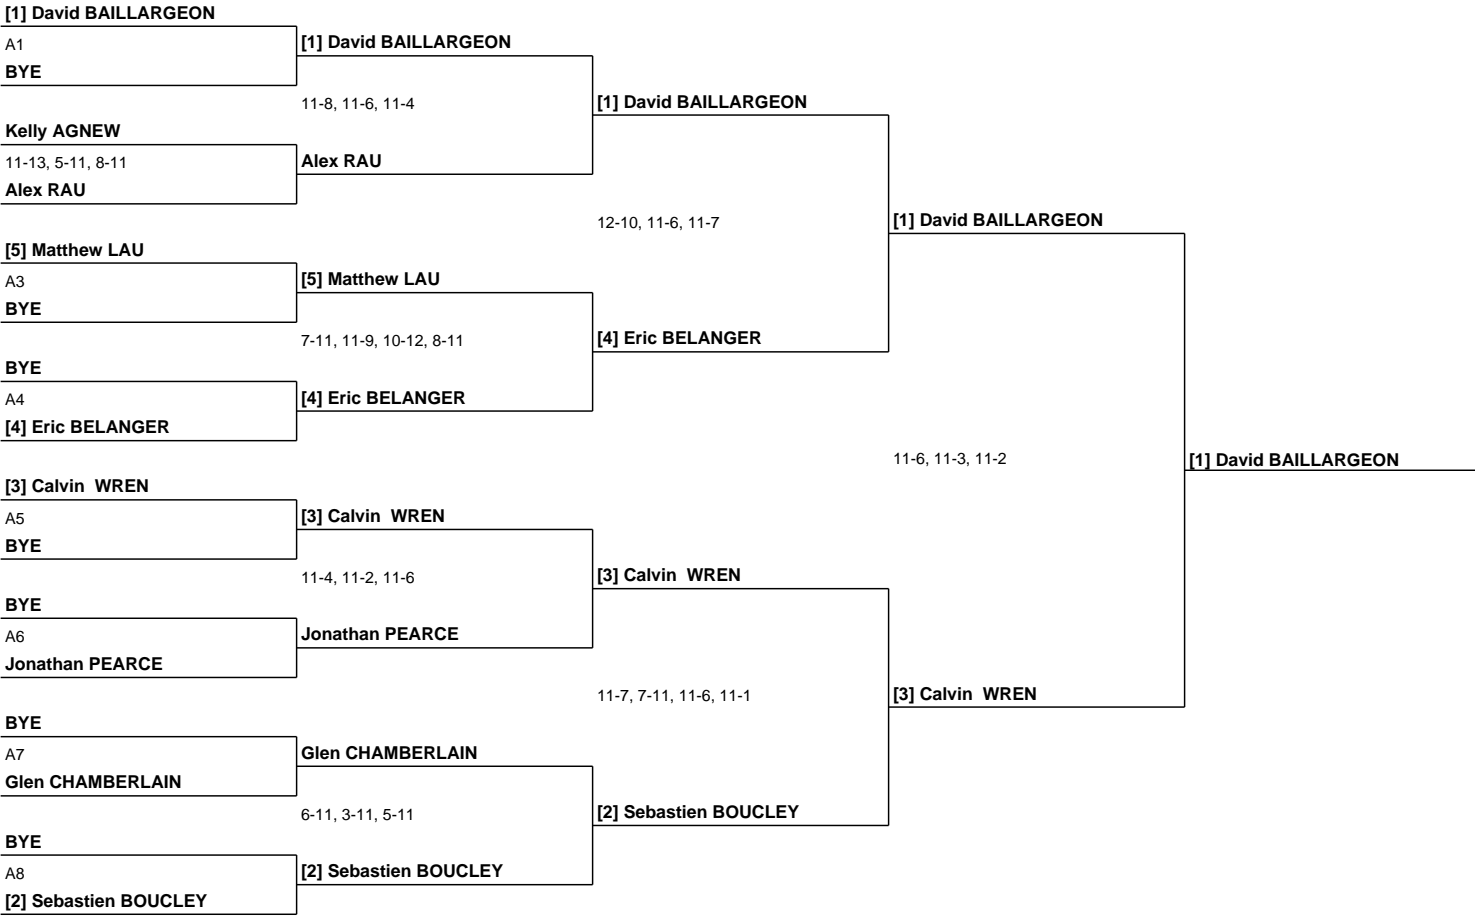 [1] David BAILLARGEON
A1
BYE
Kelly AGNEW
11-13, 5-11, 8-11
Alex RAU
[5] Matthew LAU
A3
BYE
BYE
A4
[4] Eric BELANGER
[3] Calvin  WREN
A5
BYE
BYE
A6
Jonathan PEARCE
BYE
A7
Glen CHAMBERLAIN
BYE
A8
[2] Sebastien BOUCLEY
[1] David BAILLARGEON
11-8, 11-6, 11-4
Alex RAU
[5] Matthew LAU
7-11, 11-9, 10-12, 8-11
[4] Eric BELANGER
[3] Calvin  WREN
11-4, 11-2, 11-6
Jonathan PEARCE
Glen CHAMBERLAIN
6-11, 3-11, 5-11
[2] Sebastien BOUCLEY
[1] David BAILLARGEON
12-10, 11-6, 11-7
[4] Eric BELANGER
[3] Calvin  WREN
11-7, 7-11, 11-6, 11-1
[2] Sebastien BOUCLEY
[1] David BAILLARGEON
11-6, 11-3, 11-2
[3] Calvin  WREN
[1] David BAILLARGEON